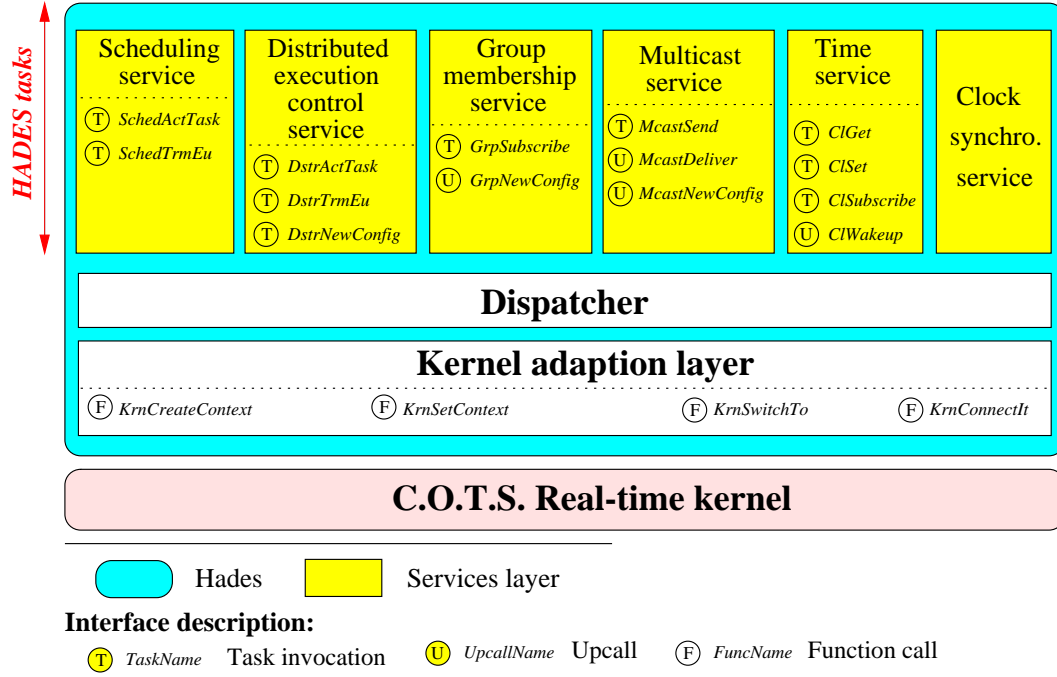 HADES tasks
Scheduling
service
T SchedActTask
T SchedTrmEu
Distributed
execution
control
service
T DstrActTask
T DstrTrmEu
T DstrNewConfig
Group
membership
service
T GrpSubscribe
U GrpNewConfig
Multicast
service
T McastSend
U McastDeliver
U McastNewConfig
Time
service
T ClGet
T ClSet
T ClSubscribe
U ClWakeup
Clock
synchro.
service
Dispatcher
Kernel adaption layer
F KrnCreateContext F KrnSetContext F KrnSwitchTo F KrnConnectIt
C.O.T.S. Real-time kernel
Hades Services layer
Interface description:
T TaskName Task invocation U UpcallName Upcall F FuncName Function call